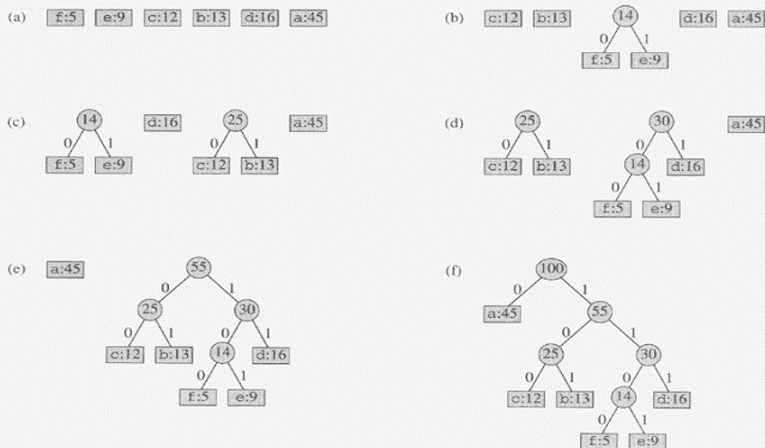 (a) f:5 e:9 c:12 b:13 d:16 a:45
(b) c:12 b:13 14 d:16 a:45
0 1
f:5 e:9
(c) 14 d:16 25 a:45
0 1 0 1
f:5 e:9 c:12 b:13
(d) 25 30 a:45
0 1 0 1
c:12 b:13 14 d:16
0 1
f:5 e:9
(e) a:45 55
0 1
25 30
0 1 0 1
c:12 b:13 14 d:16
0 1
f:5 e:9
(f) 100
0 1
a:45 55
0 1
25 30
0 1 0 1
c:12 b:13 14 d:16
0 1
f:5 e:9